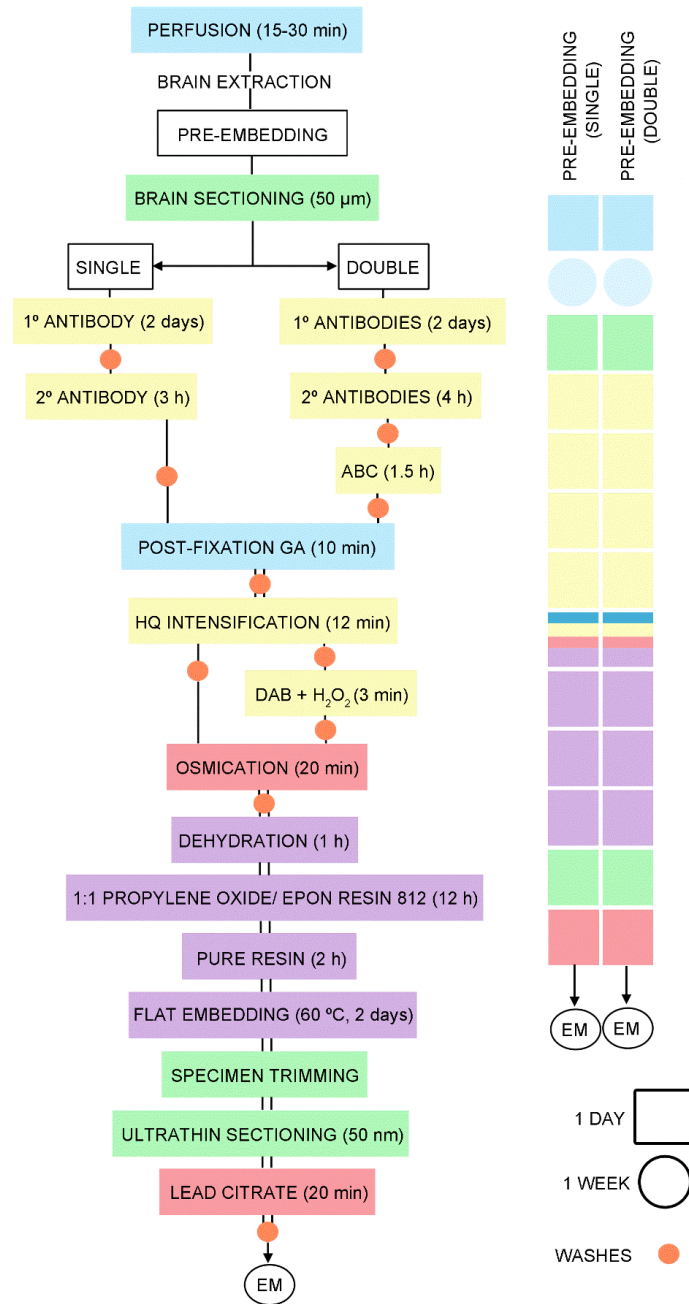 PERFUSION (15-30 min)
BRAIN EXTRACTION
PRE-EMBEDDING
BRAIN SECTIONING (50 µm)
SINGLE
DOUBLE
1º ANTIBODY (2 days)
1º ANTIBODIES (2 days)
2º ANTIBODY (3 h)
2º ANTIBODIES (4 h)
ABC (1.5 h)
POST-FIXATION GA (10 min)
HQ INTENSIFICATION (12 min)
DAB + H₂O₂ (3 min)
OSMICATION (20 min)
DEHYDRATION (1 h)
1:1 PROPYLENE OXIDE/ EPON RESIN 812 (12 h)
PURE RESIN (2 h)
FLAT EMBEDDING (60 ºC, 2 days)
SPECIMEN TRIMMING
ULTRATHIN SECTIONING (50 nm)
LEAD CITRATE (20 min)
EM
PRE-EMBEDDING
(SINGLE)
PRE-EMBEDDING
(DOUBLE)
EM
EM
1 DAY
1 WEEK
WASHES